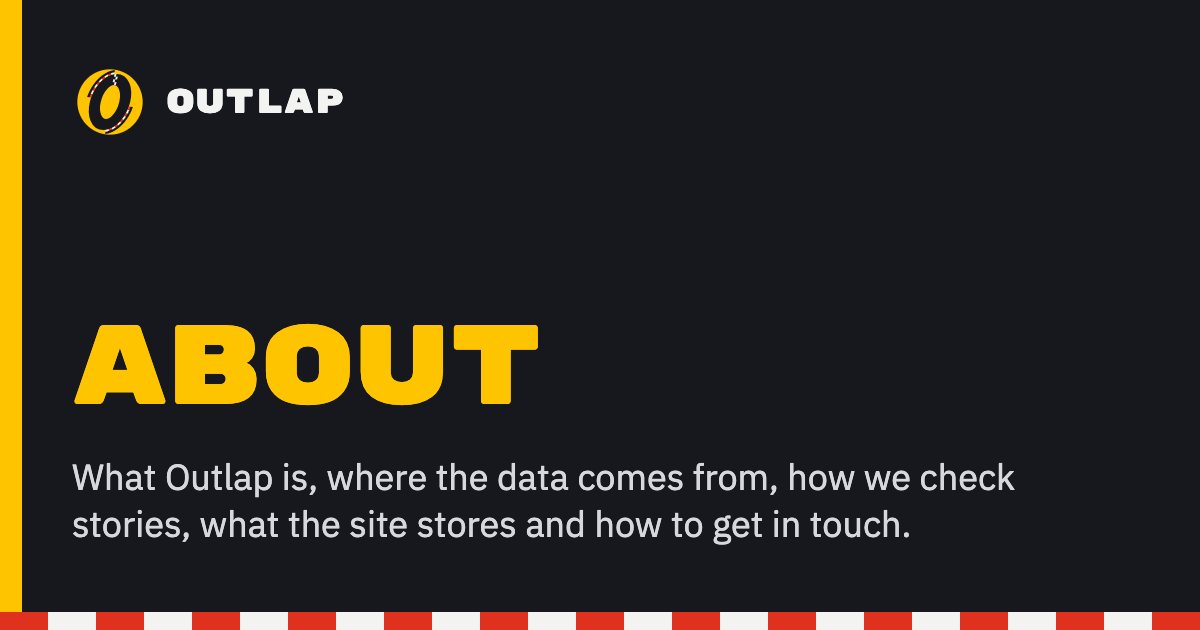 OUTLAP
ABOUT
What Outlap is, where the data comes from, how we check
stories, what the site stores and how to get in touch.